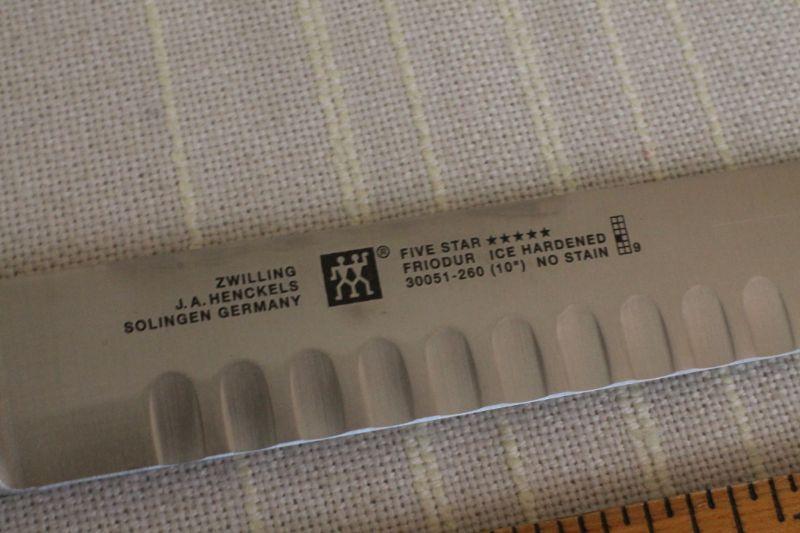 ZWILLING
J.A. HENCKELS
SOLINGEN GERMANY
®
FIVE STAR ★★★★★
FRIODUR ICE HARDENED
30051-260 (10") NO STAIN
9